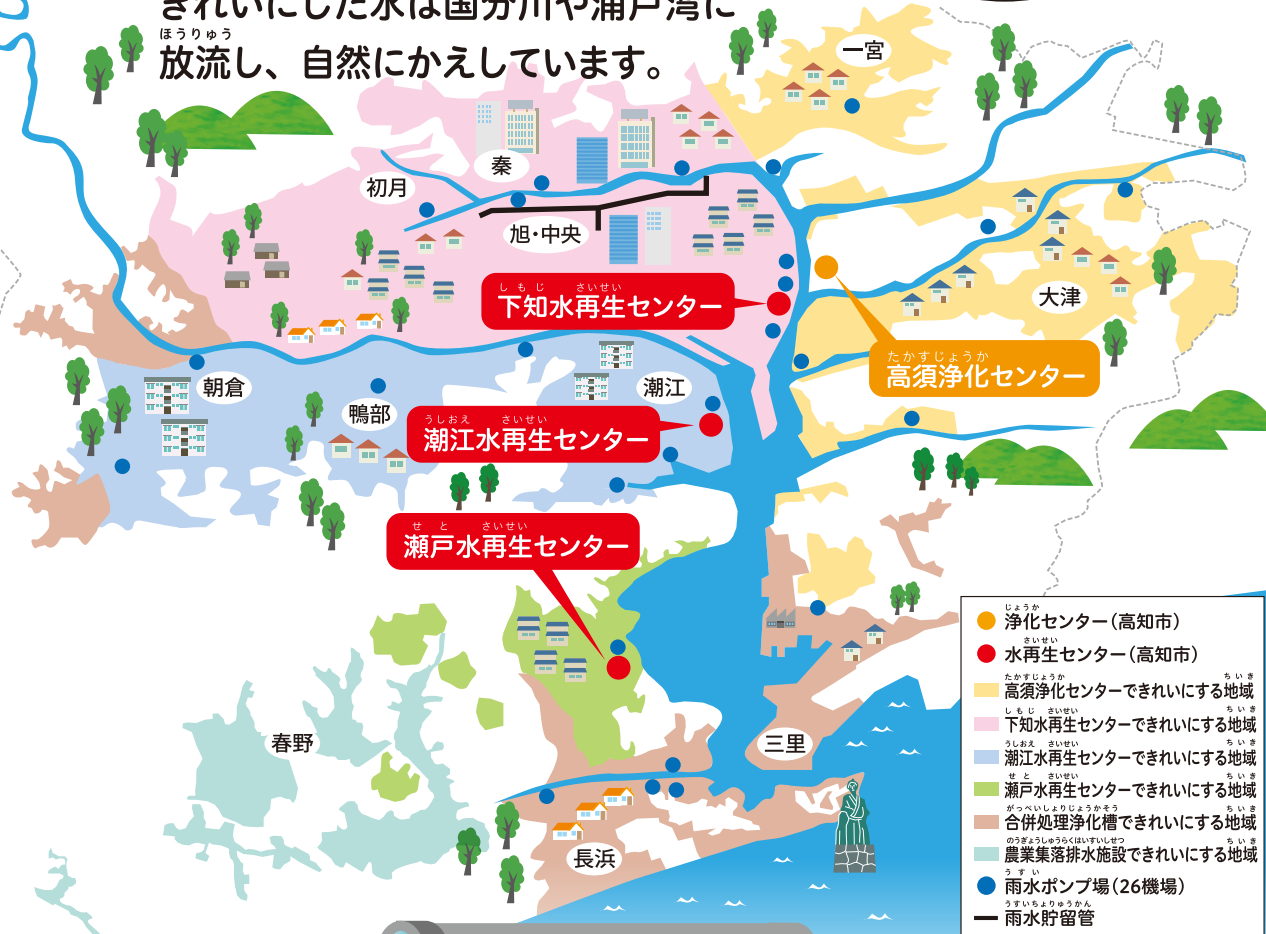 きれいにした水は国分川や浦戸湾に
ほうりゅう
放流し、自然にかえしています。
一宮
秦
初月
旭・中央
しもじ さいせい
下知水再生センター
大津
たかすじょうか
高須浄化センター
朝倉
鴨部
潮江
うしおえ さいせい
潮江水再生センター
せと さいせい
瀬戸水再生センター
春野
三里
長浜
じょうか
浄化センター(高知市)
さいせい
水再生センター(高知市)
たかすじょうか ちいき
高須浄化センターできれいにする地域
しもじ さいせい ちいき
下知水再生センターできれいにする地域
うしおえ さいせい ちいき
潮江水再生センターできれいにする地域
せと さいせい ちいき
瀬戸水再生センターできれいにする地域
がっぺいしょりじょうかそう ちいき
合併処理浄化槽できれいにする地域
のうぎょうしゅうらくはいすいしせつ ちいき
農業集落排水施設できれいにする地域
うすい
雨水ポンプ場(26機場)
うすいちょりゅうかん
雨水貯留管